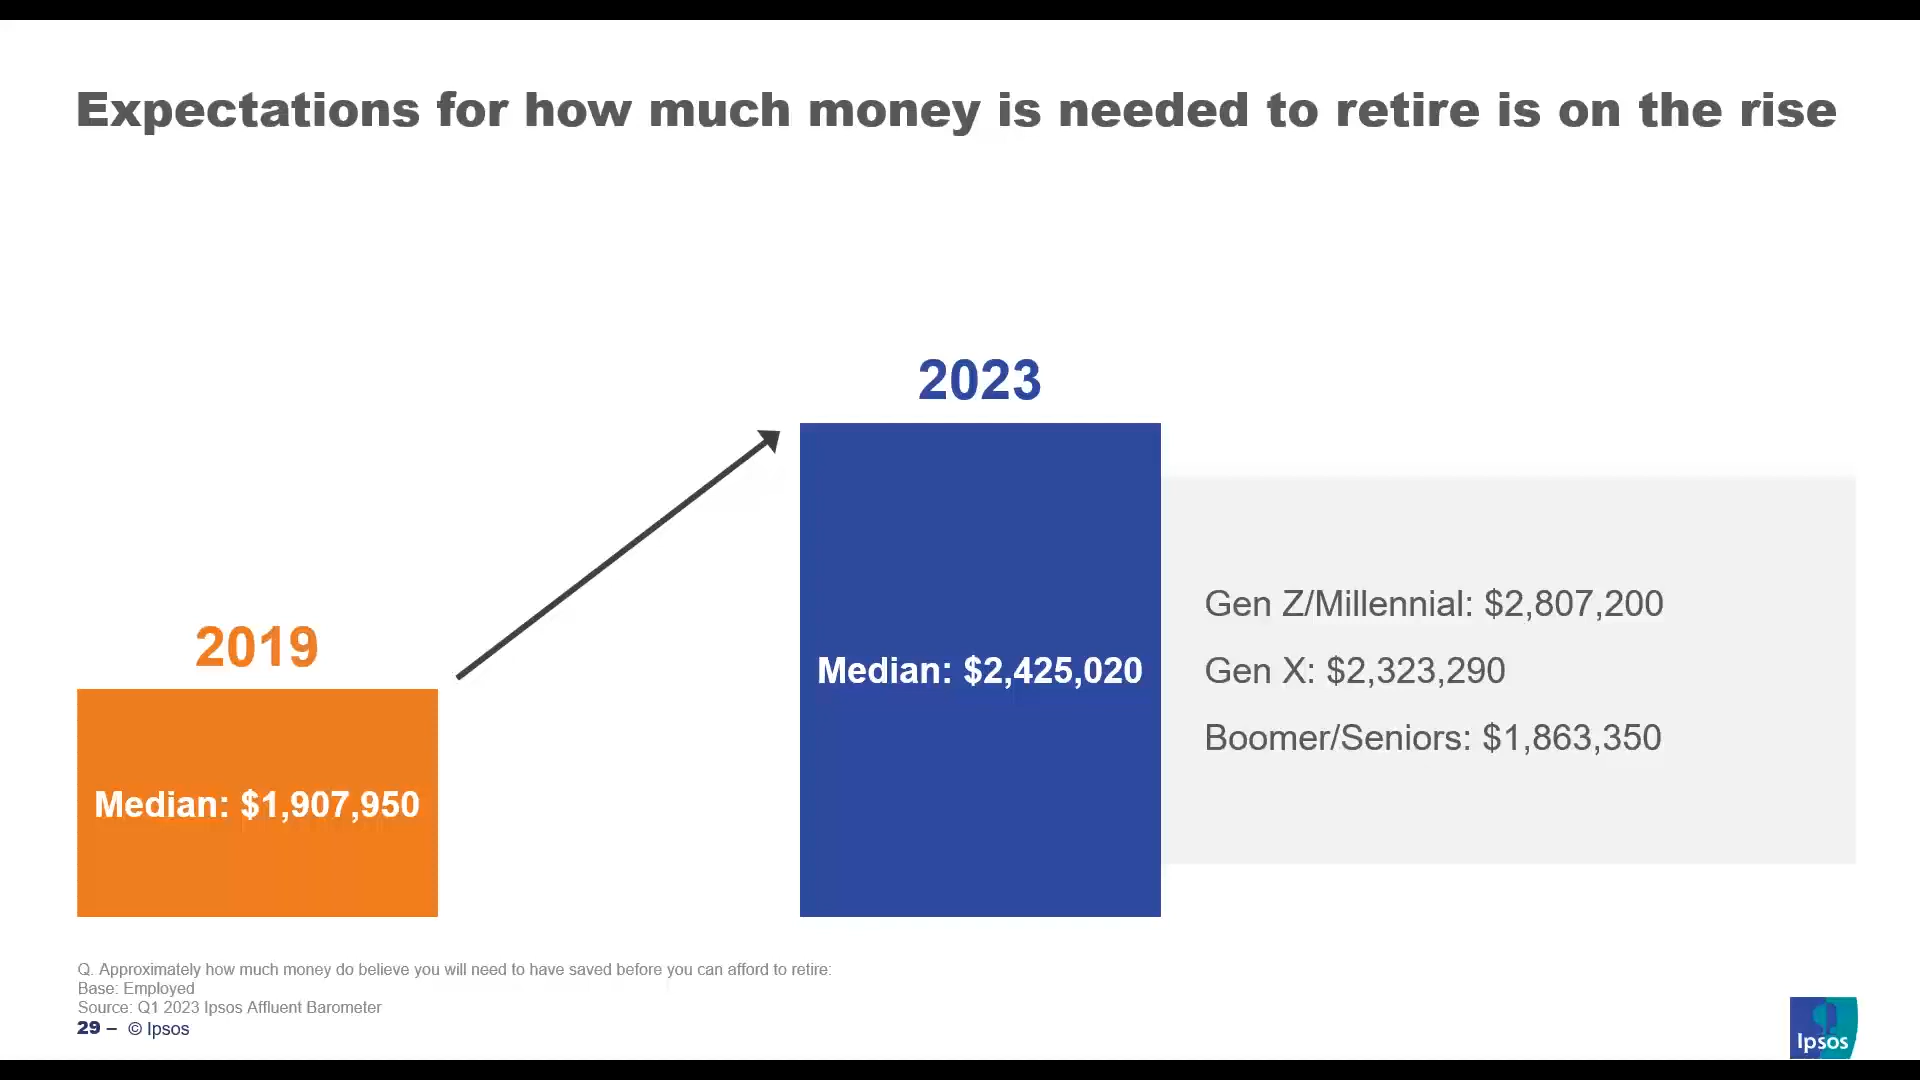 Expectations for how much money is needed to retire is on the rise
2023
2019
Median: $2,425,020
Median: $1,907,950
Gen Z/Millennial: $2,807,200
Gen X: $2,323,290
Boomer/Seniors: $1,863,350
Q. Approximately how much money do believe you will need to have saved before you can afford to retire:
Base: Employed
Source: Q1 2023 Ipsos Affluent Barometer
29 – © Ipsos
Ipsos